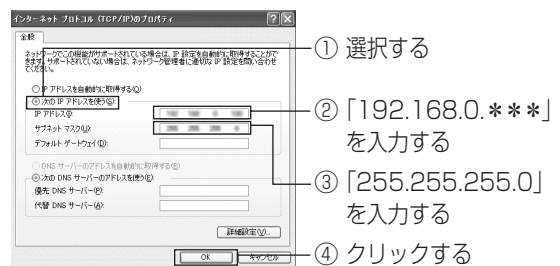 インターネット プロトコル (TCP/IP)のプロパティ
全般
ネットワークでこの機能がサポートされている場合は、IP 設定を自動的に取得することがで
きます。サポートされていない場合は、ネットワーク管理者に適切な IP 設定を問い合わせ
てください。
IP アドレスを自動的に取得する(O)
次の IP アドレスを使う(S):
IP アドレス(I):
サブネット マスク(U):
255 255 255 0
デフォルト ゲートウェイ(D):
DNS サーバーのアドレスを自動的に取得する(B)
次の DNS サーバーのアドレスを使う(E):
優先 DNS サーバー(P):
代替 DNS サーバー(A):
詳細設定(V)...
OK
キャンセル
① 選択する
② 「192.168.0.***」
を入力する
③ 「255.255.255.0」
を入力する
④ クリックする